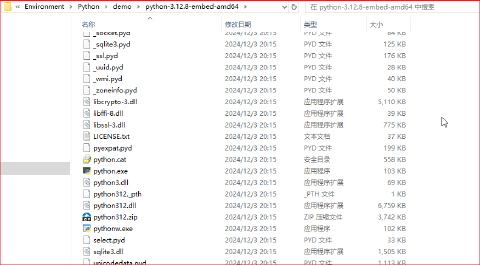 « Environment › Python › demo › python-3.12.8-embed-amd64 › 在 python-3.12.8-embed-amd64 中搜索
名称 修改日期 类型 大小
_socket.pyd 2024/12/3 20:15 PYD 文件 84 KB
_sqlite3.pyd 2024/12/3 20:15 PYD 文件 125 KB
_ssl.pyd 2024/12/3 20:15 PYD 文件 176 KB
_uuid.pyd 2024/12/3 20:15 PYD 文件 28 KB
_wmi.pyd 2024/12/3 20:15 PYD 文件 40 KB
_zoneinfo.pyd 2024/12/3 20:15 PYD 文件 50 KB
libcrypto-3.dll 2024/12/3 20:15 应用程序扩展 5,110 KB
libffi-8.dll 2024/12/3 20:15 应用程序扩展 39 KB
libssl-3.dll 2024/12/3 20:15 应用程序扩展 775 KB
LICENSE.txt 2024/12/3 20:15 文本文档 37 KB
pyexpat.pyd 2024/12/3 20:15 PYD 文件 199 KB
python.cat 2024/12/3 20:15 安全目录 558 KB
python.exe 2024/12/3 20:15 应用程序 103 KB
python3.dll 2024/12/3 20:15 应用程序扩展 69 KB
python312._pth 2024/12/3 20:15 _PTH 文件 1 KB
python312.dll 2024/12/3 20:15 应用程序扩展 6,759 KB
python312.zip 2024/12/3 20:15 ZIP 压缩文件 3,742 KB
pythonw.exe 2024/12/3 20:15 应用程序 102 KB
select.pyd 2024/12/3 20:15 PYD 文件 33 KB
sqlite3.dll 2024/12/3 20:15 应用程序扩展 1,505 KB
unicodedata.pyd 2024/12/3 20:15 PYD 文件 1,113 KB